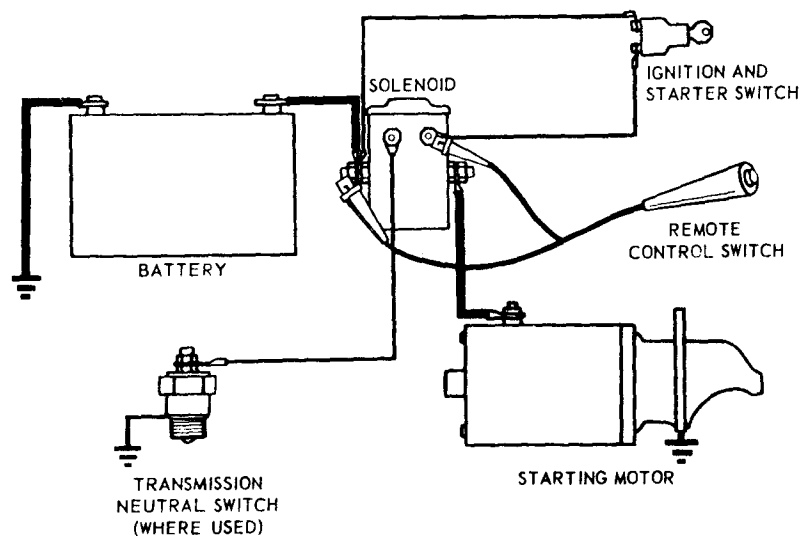 SOLENOID
IGNITION AND
STARTER SWITCH
REMOTE
CONTROL SWITCH
BATTERY
TRANSMISSION
NEUTRAL SWITCH
(WHERE USED)
STARTING MOTOR